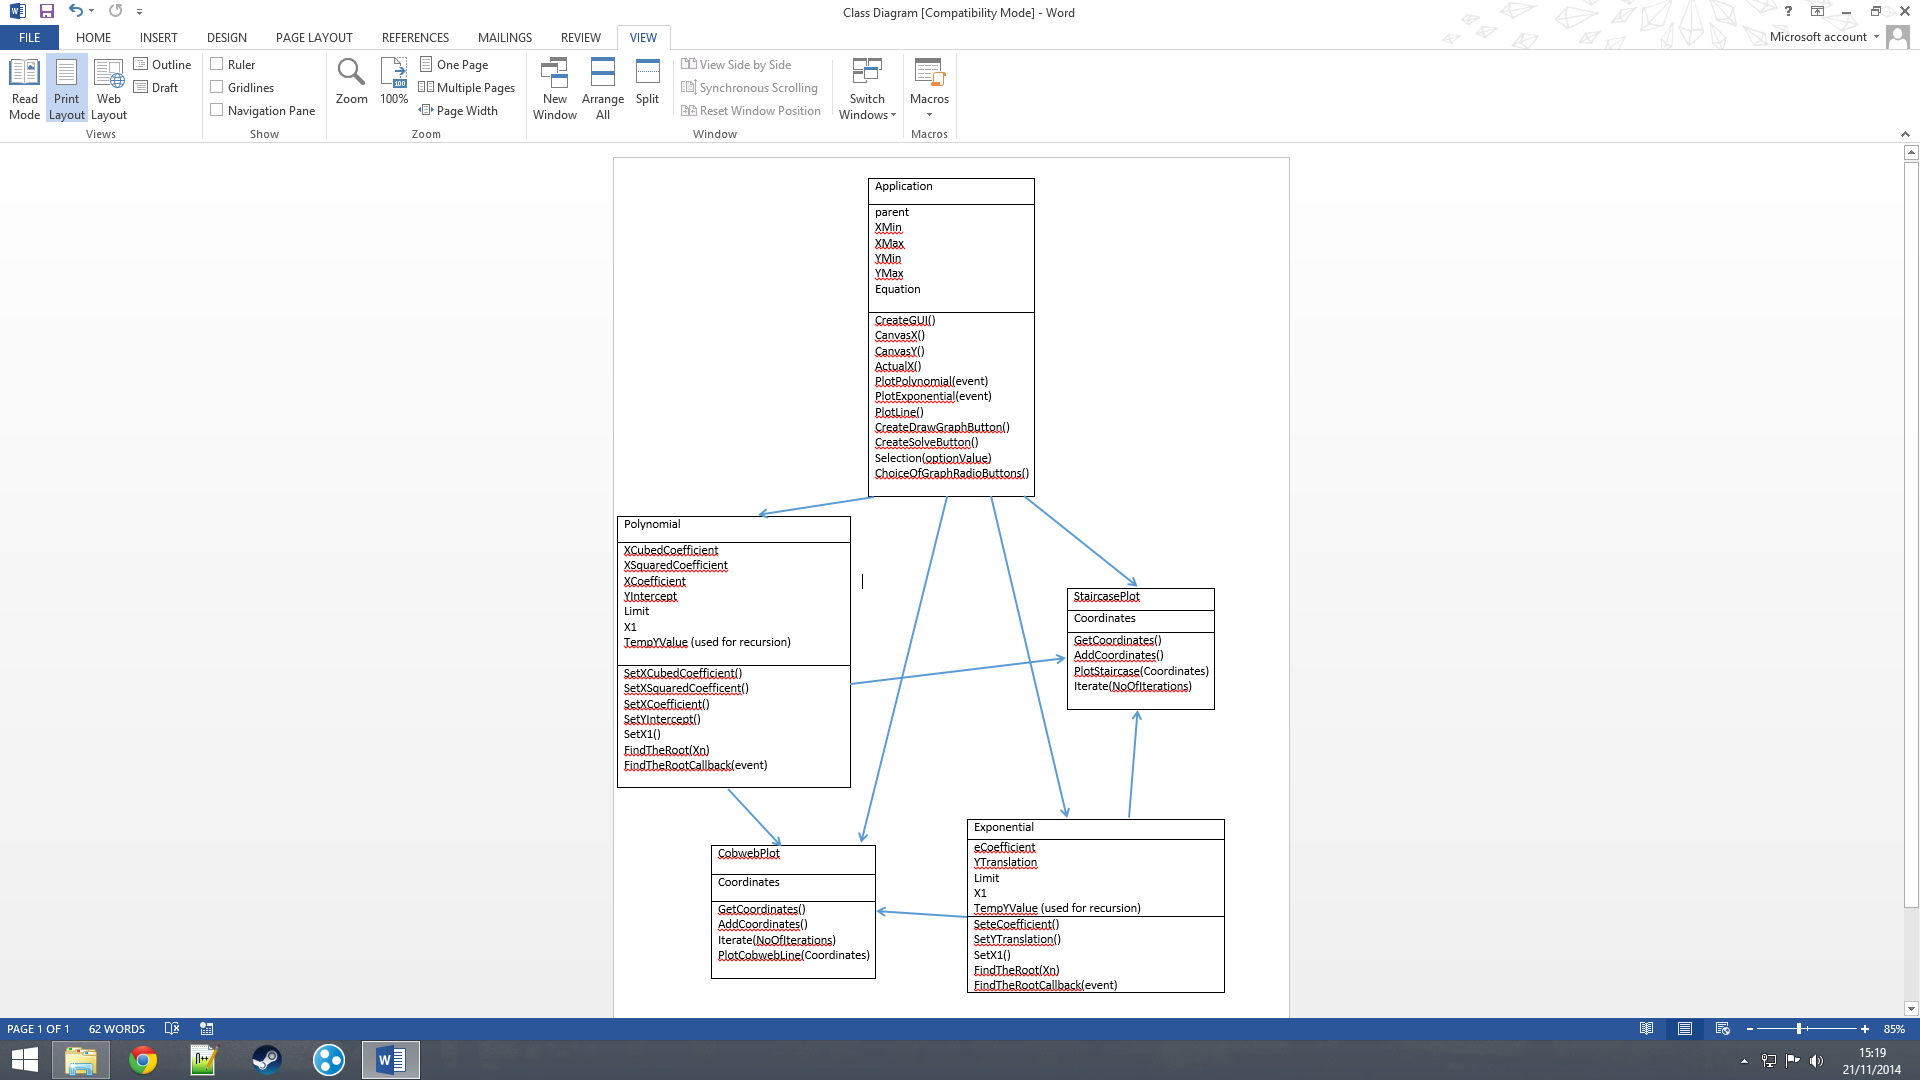 Class Diagram [Compatibility Mode] - Word
?
FILE HOME INSERT DESIGN PAGE LAYOUT REFERENCES MAILINGS REVIEW VIEW
Microsoft account
Read Mode
Print Layout
Web Layout
Outline
Draft
Views
Ruler
Gridlines
Navigation Pane
Show
Zoom
100
100%
One Page
Multiple Pages
Page Width
Zoom
New Window
Arrange All
Split
View Side by Side
Synchronous Scrolling
Reset Window Position
Window
Switch Windows
Macros
Macros
Application
parent
XMin
XMax
YMin
YMax
Equation
CreateGUI()
CanvasX()
CanvasY()
ActualX()
PlotPolynomial(event)
PlotExponential(event)
PlotLine()
CreateDrawGraphButton()
CreateSolveButton()
Selection(optionValue)
ChoiceOfGraphRadioButtons()
Polynomial
XCubedCoefficient
XSquaredCoefficient
XCoefficient
YIntercept
Limit
X1
TempYValue (used for recursion)
SetXCubedCoefficient()
SetXSquaredCoefficent()
SetXCoefficient()
SetYIntercept()
SetX1()
FindTheRoot(Xn)
FindTheRootCallback(event)
StaircasePlot
Coordinates
GetCoordinates()
AddCoordinates()
PlotStaircase(Coordinates)
Iterate(NoOfIterations)
CobwebPlot
Coordinates
GetCoordinates()
AddCoordinates()
Iterate(NoOfIterations)
PlotCobwebLine(Coordinates)
Exponential
eCoefficient
YTranslation
Limit
X1
TempYValue (used for recursion)
SeteCoefficient()
SetYTranslation()
SetX1()
FindTheRoot(Xn)
FindTheRootCallback(event)
PAGE 1 OF 1 62 WORDS
85%
15:19
21/11/2014